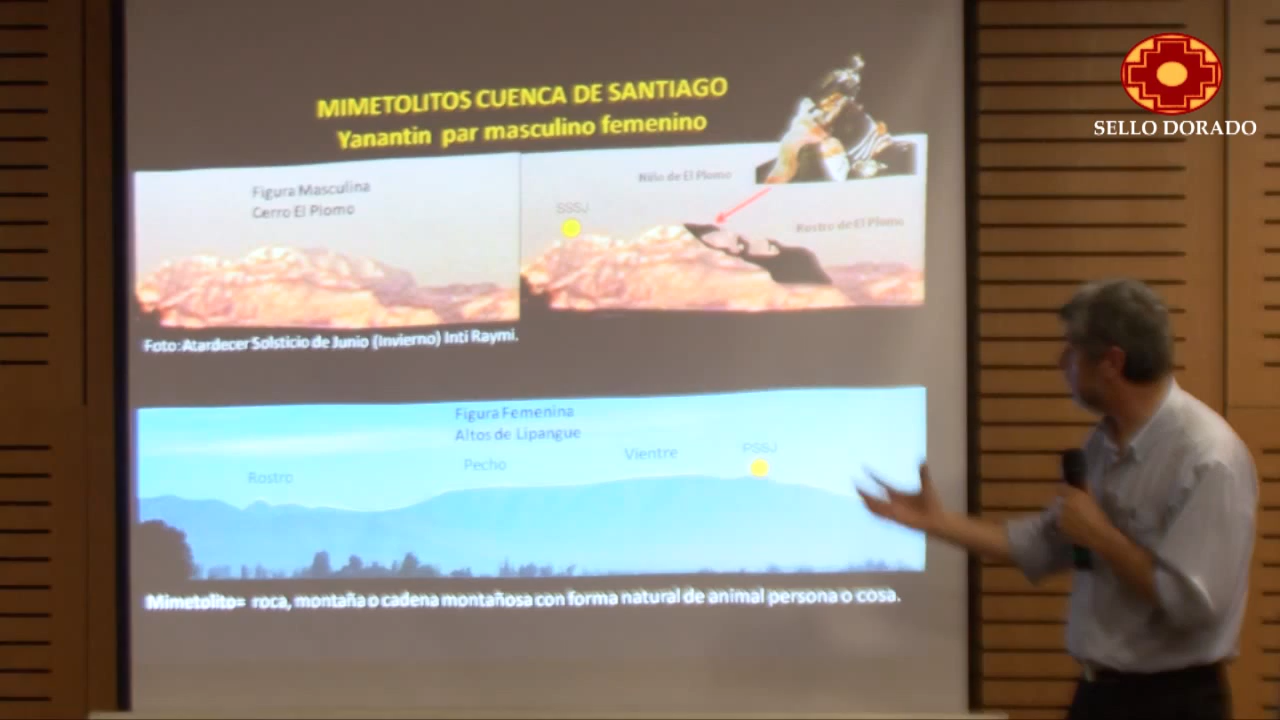 SELLO DORADO
MIMETOLITOS CUENCA DE SANTIAGO
Yanantin par masculino femenino
Figura Masculina
Cerro El Plomo
Niño de El Plomo
SSSJ
Rostro de El Plomo
Foto: Atardecer Solsticio de Junio (Invierno) Inti Raymi.
Figura Femenina
Altos de Lipangue
Rostro
Pecho
Vientre
PSSJ
Mimetolito= roca, montaña o cadena montañosa con forma natural de animal persona o cosa.